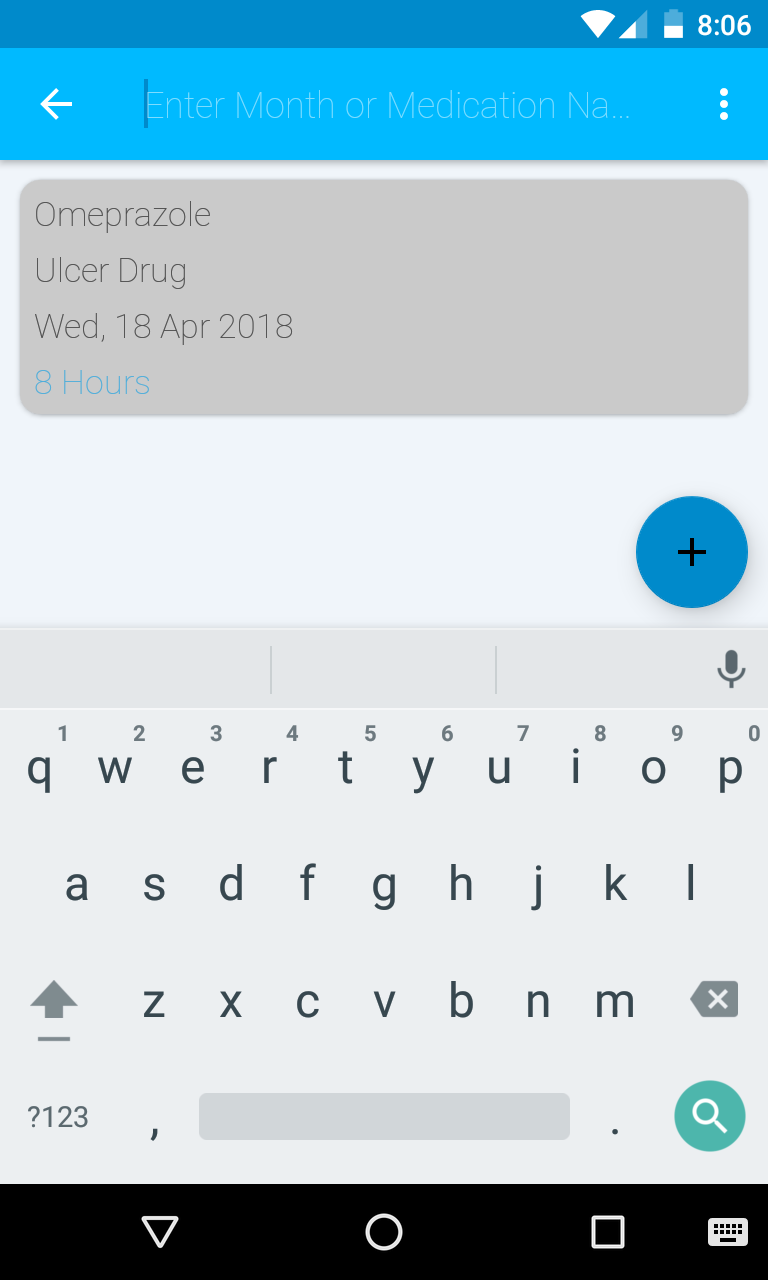 8:06
Enter Month or Medication Na...
Omeprazole
Ulcer Drug
Wed, 18 Apr 2018
8 Hours
1 2 3 4 5 6 7 8 9 0
q w e r t y u i o p
a s d f g h j k l
z x c v b n m
?123 , .